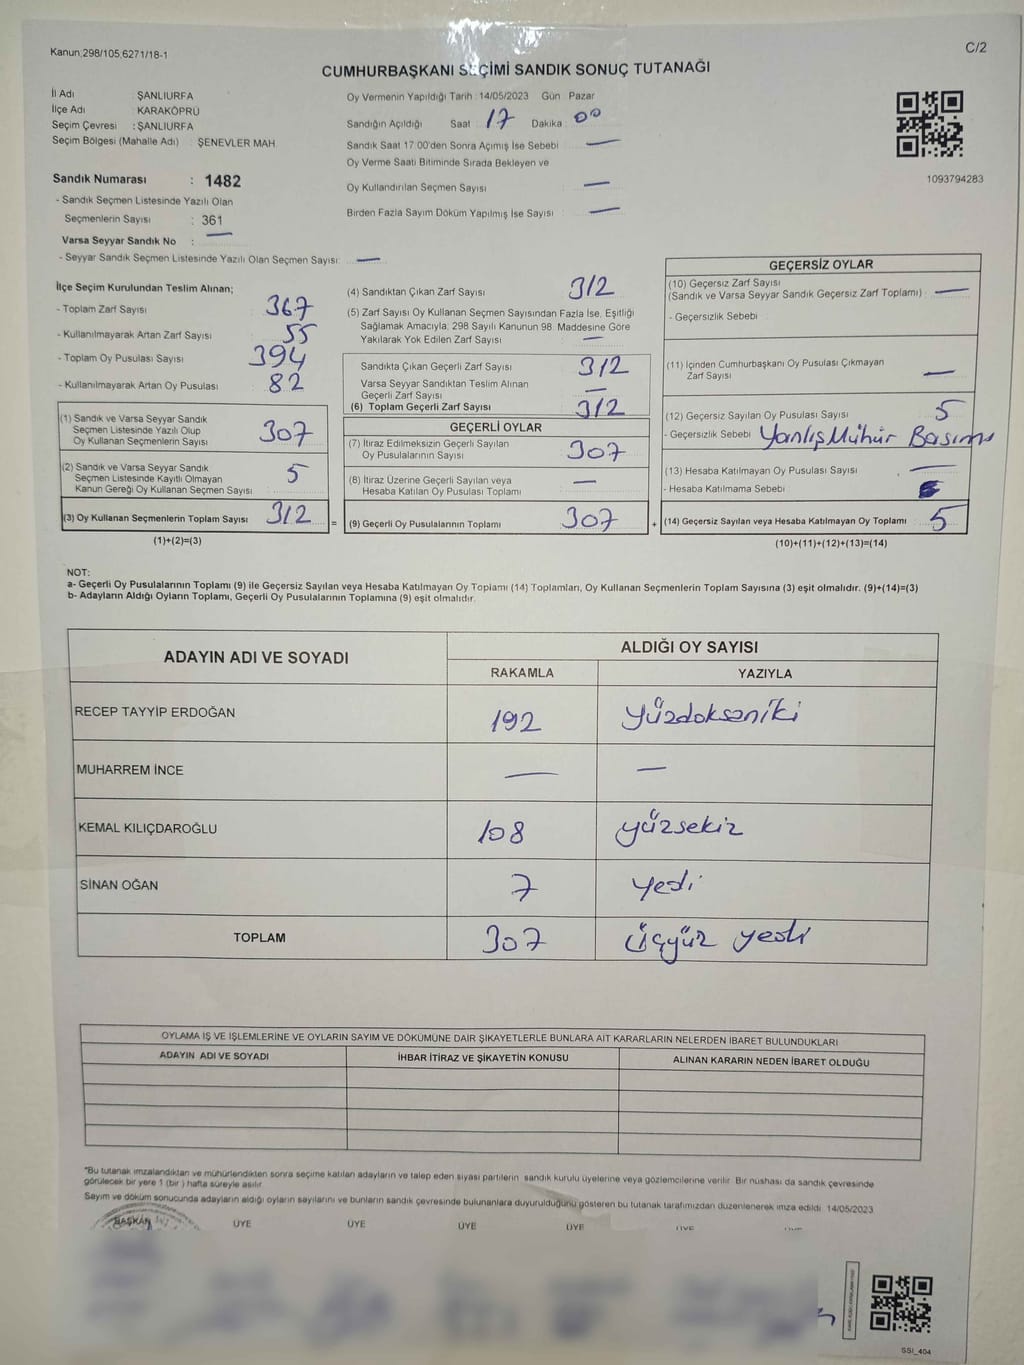 Kanun;298/105,6271/18-1
C/2
CUMHURBAŞKANI SEÇİMİ SANDIK SONUÇ TUTANAĞI
İl Adı : ŞANLIURFA
İlçe Adı : KARAKÖPRÜ
Seçim Çevresi : ŞANLIURFA
Seçim Bölgesi (Mahalle Adı) : ŞENEVLER MAH.
Sandık Numarası : 1482
- Sandık Seçmen Listesinde Yazılı Olan
Seçmenlerin Sayısı : 361
Varsa Seyyar Sandık No : —
- Seyyar Sandık Seçmen Listesinde Yazılı Olan Seçmen Sayısı: —
Oy Vermenin Yapıldığı Tarih : 14/05/2023 Gün : Pazar
Sandığın Açıldığı Saat : 17 Dakika : 00
Sandık Saat 17:00'den Sonra Açımış İse Sebebi : —
Oy Verme Saati Bitiminde Sırada Bekleyen ve
Oy Kullandırılan Seçmen Sayısı : —
Birden Fazla Sayım Döküm Yapılmış İse Sayısı : —
1093794283
İlçe Seçim Kurulundan Teslim Alınan;
- Toplam Zarf Sayısı : 367
- Kullanılmayarak Artan Zarf Sayısı : 55
- Toplam Oy Pusulası Sayısı : 394
- Kullanılmayarak Artan Oy Pusulası : 82
(1) Sandık ve Varsa Seyyar Sandık
Seçmen Listesinde Yazılı Olup
Oy Kullanan Seçmenlerin Sayısı : 307
(2) Sandık ve Varsa Seyyar Sandık
Seçmen Listesinde Kayıtlı Olmayan
Kanun Gereği Oy Kullanan Seçmen Sayısı : 5
(3) Oy Kullanan Seçmenlerin Toplam Sayısı : 312
(1)+(2)=(3)
=
(4) Sandıktan Çıkan Zarf Sayısı : 312
(5) Zarf Sayısı Oy Kullanan Seçmen Sayısından Fazla İse, Eşitliği
Sağlamak Amacıyla; 298 Sayılı Kanunun 98. Maddesine Göre
Yakılarak Yok Edilen Zarf Sayısı : —
Sandıkta Çıkan Geçerli Zarf Sayısı : 312
Varsa Seyyar Sandıktan Teslim Alınan
Geçerli Zarf Sayısı : —
(6) Toplam Geçerli Zarf Sayısı : 312
GEÇERLİ OYLAR
(7) İtiraz Edilmeksizin Geçerli Sayılan
Oy Pusulalarının Sayısı : 307
(8) İtiraz Üzerine Geçerli Sayılan veya
Hesaba Katılan Oy Pusulası Toplamı : —
(9) Geçerli Oy Pusulalarının Toplamı : 307
+
GEÇERSİZ OYLAR
(10) Geçersiz Zarf Sayısı
(Sandık ve Varsa Seyyar Sandık Geçersiz Zarf Toplamı) : —
- Geçersizlik Sebebi :
(11) İçinden Cumhurbaşkanı Oy Pusulası Çıkmayan
Zarf Sayısı : —
(12) Geçersiz Sayılan Oy Pusulası Sayısı : 5
- Geçersizlik Sebebi : Yanlış Mühür Basımı
(13) Hesaba Katılmayan Oy Pusulası Sayısı : —
- Hesaba Katılmama Sebebi :
(14) Geçersiz Sayılan veya Hesaba Katılmayan Oy Toplamı : 5
(10)+(11)+(12)+(13)=(14)
NOT:
a- Geçerli Oy Pusulalarının Toplamı (9) ile Geçersiz Sayılan veya Hesaba Katılmayan Oy Toplamı (14) Toplamları, Oy Kullanan Seçmenlerin Toplam Sayısına (3) eşit olmalıdır. (9)+(14)=(3)
b- Adayların Aldığı Oyların Toplamı, Geçerli Oy Pusulalarının Toplamına (9) eşit olmalıdır.
ADAYIN ADI VE SOYADI
ALDIĞI OY SAYISI
RAKAMLA YAZIYLA
RECEP TAYYİP ERDOĞAN 192 yüzdoksaniki
MUHARREM İNCE — —
KEMAL KILIÇDAROĞLU 108 yüzsekiz
SİNAN OĞAN 7 yedi
TOPLAM 307 üçyüz yedi
OYLAMA İŞ VE İŞLEMLERİNE VE OYLARIN SAYIM VE DÖKÜMÜNE DAİR ŞİKAYETLERLE BUNLARA AİT KARARLARIN NELERDEN İBARET BULUNDUKLARI
ADAYIN ADI VE SOYADI İHBAR İTİRAZ VE ŞİKAYETİN KONUSU ALINAN KARARIN NEDEN İBARET OLDUĞU
*Bu tutanak imzalandıktan ve mühürlendikten sonra seçime katılan adayların ve talep eden siyasi partilerin sandık kurulu üyelerine veya gözlemcilerine verilir. Bir nüshası da sandık çevresinde
görülecek bir yere 1 (bir) hafta süreyle asılır.
Sayım ve döküm sonucunda adayların aldığı oyların sayılarını ve bunların sandık çevresinde bulunanlara duyurulduğunu gösteren bu tutanak tarafımızdan düzenlenerek imza edildi. 14/05/2023
BAŞKAN ÜYE ÜYE ÜYE ÜYE ÜYE
SSI_404